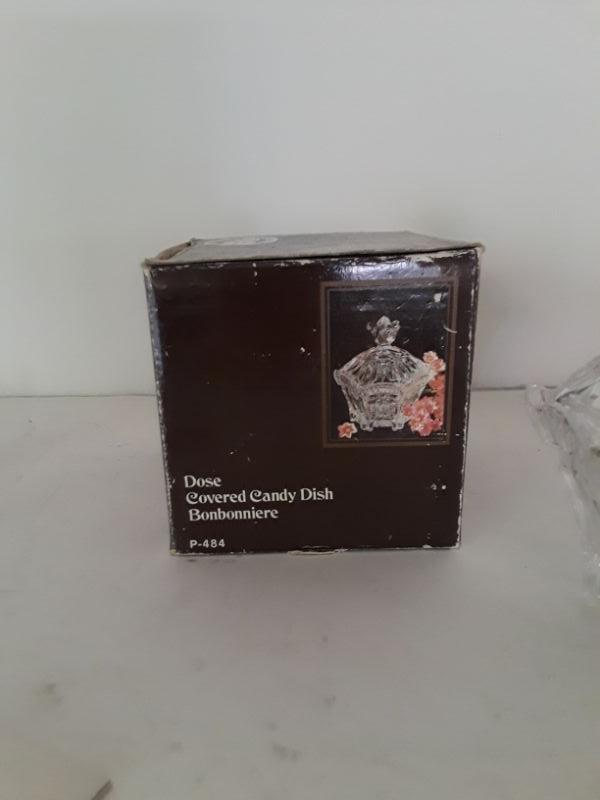 Dose
Covered Candy Dish
Bonbonniere
P-484